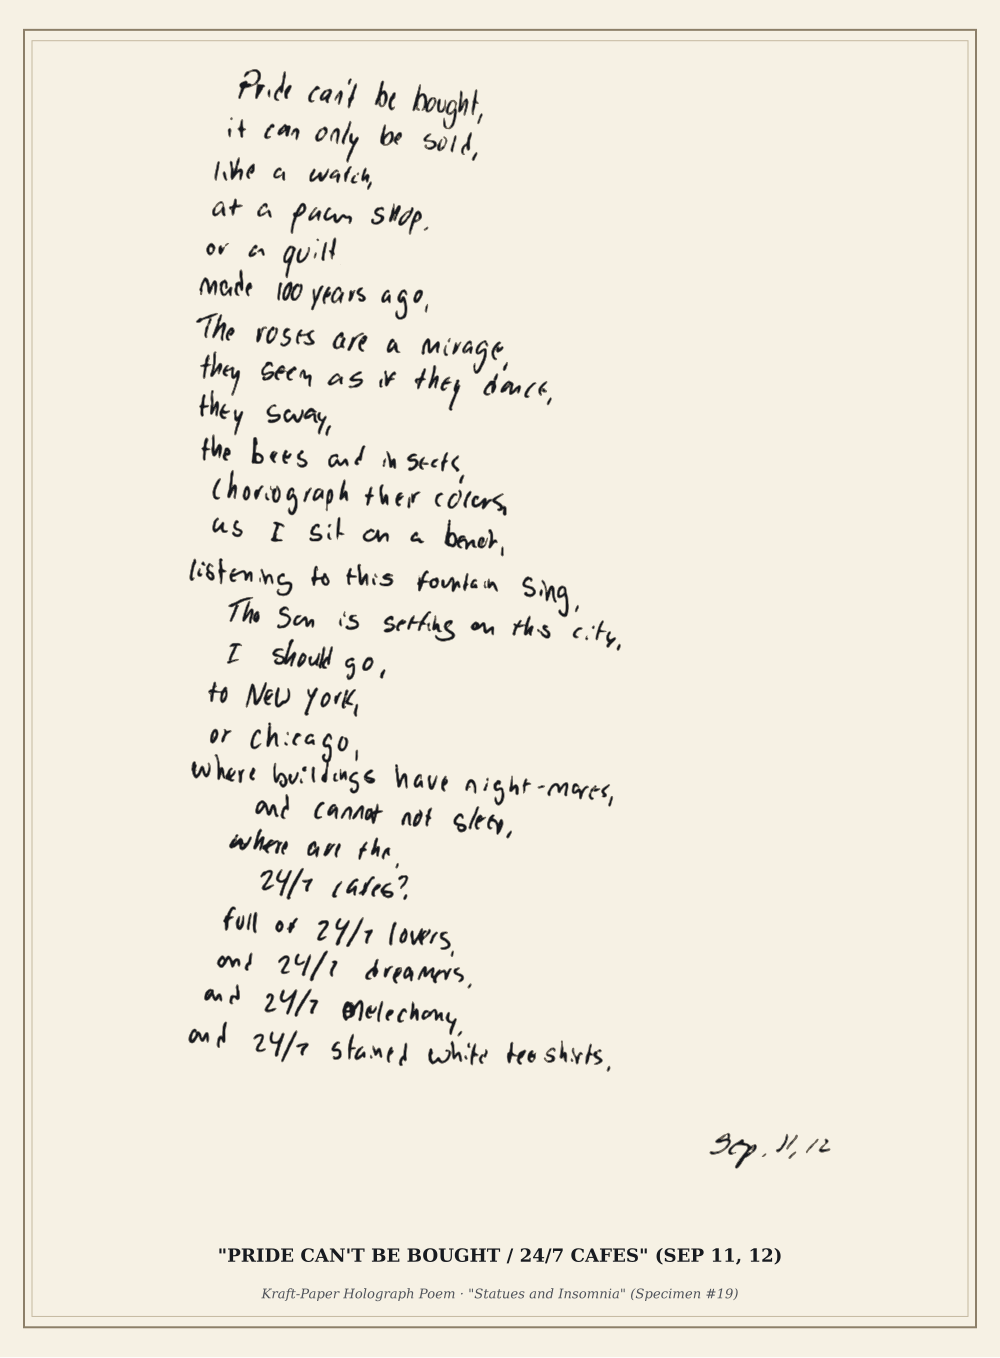 Pride can't be bought,
it can only be sold,
like a watch,
at a pawn shop.
or a quilt
made 100 years ago,
The roses are a mirage,
they seem as if they dance,
they sway,
the bees and insects,
choriograph their colors,
as I sit on a bench,
listening to this fountain sing,
The Sun is setting on this city,
I should go,
to New York,
or chicago,
where buildings have night-mares,
and cannot not sleep,
where are the,
24/7 cafes?
full of 24/7 lovers,
and 24/7 dreamers,
and 24/7 melechony,
and 24/7 stained white tee shirts,
Sep. 11, 12
"PRIDE CAN'T BE BOUGHT / 24/7 CAFES" (SEP 11, 12)
Kraft-Paper Holograph Poem · "Statues and Insomnia" (Specimen #19)